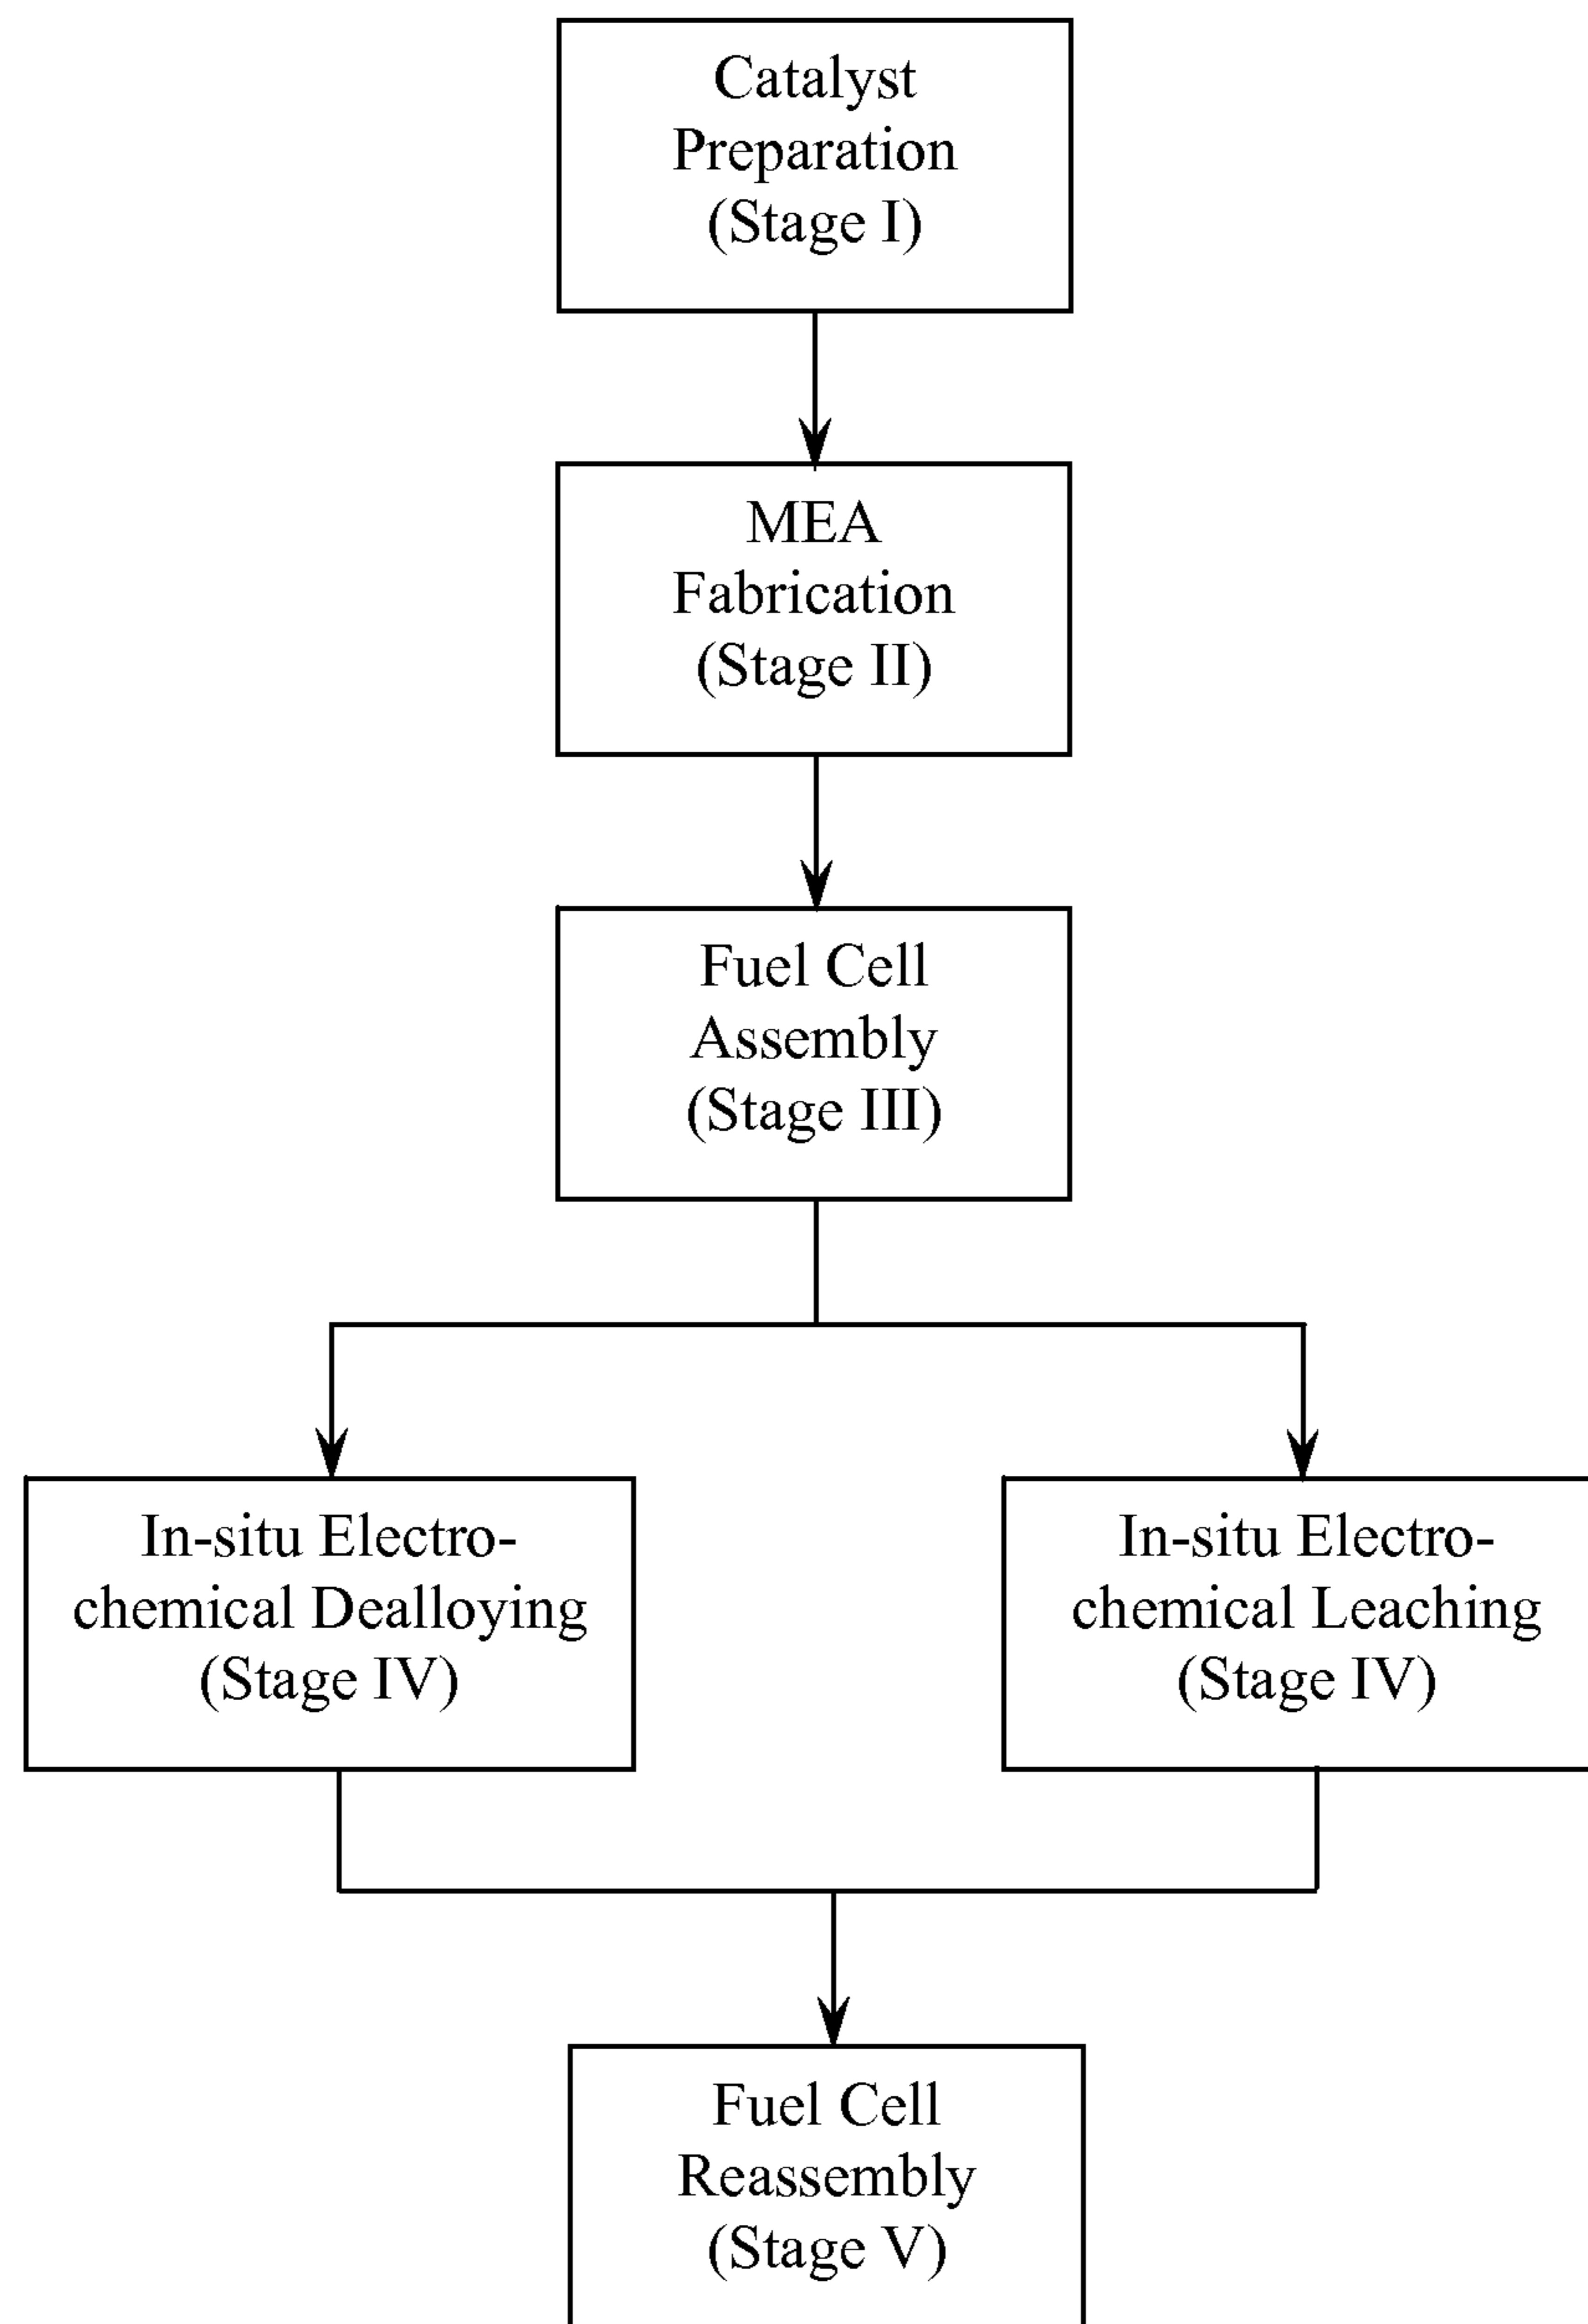 Catalyst
Preparation
(Stage I)
MEA
Fabrication
(Stage II)
Fuel Cell
Assembly
(Stage III)
In-situ Electro-
chemical Dealloying
(Stage IV)
In-situ Electro-
chemical Leaching
(Stage IV)
Fuel Cell
Reassembly
(Stage V)